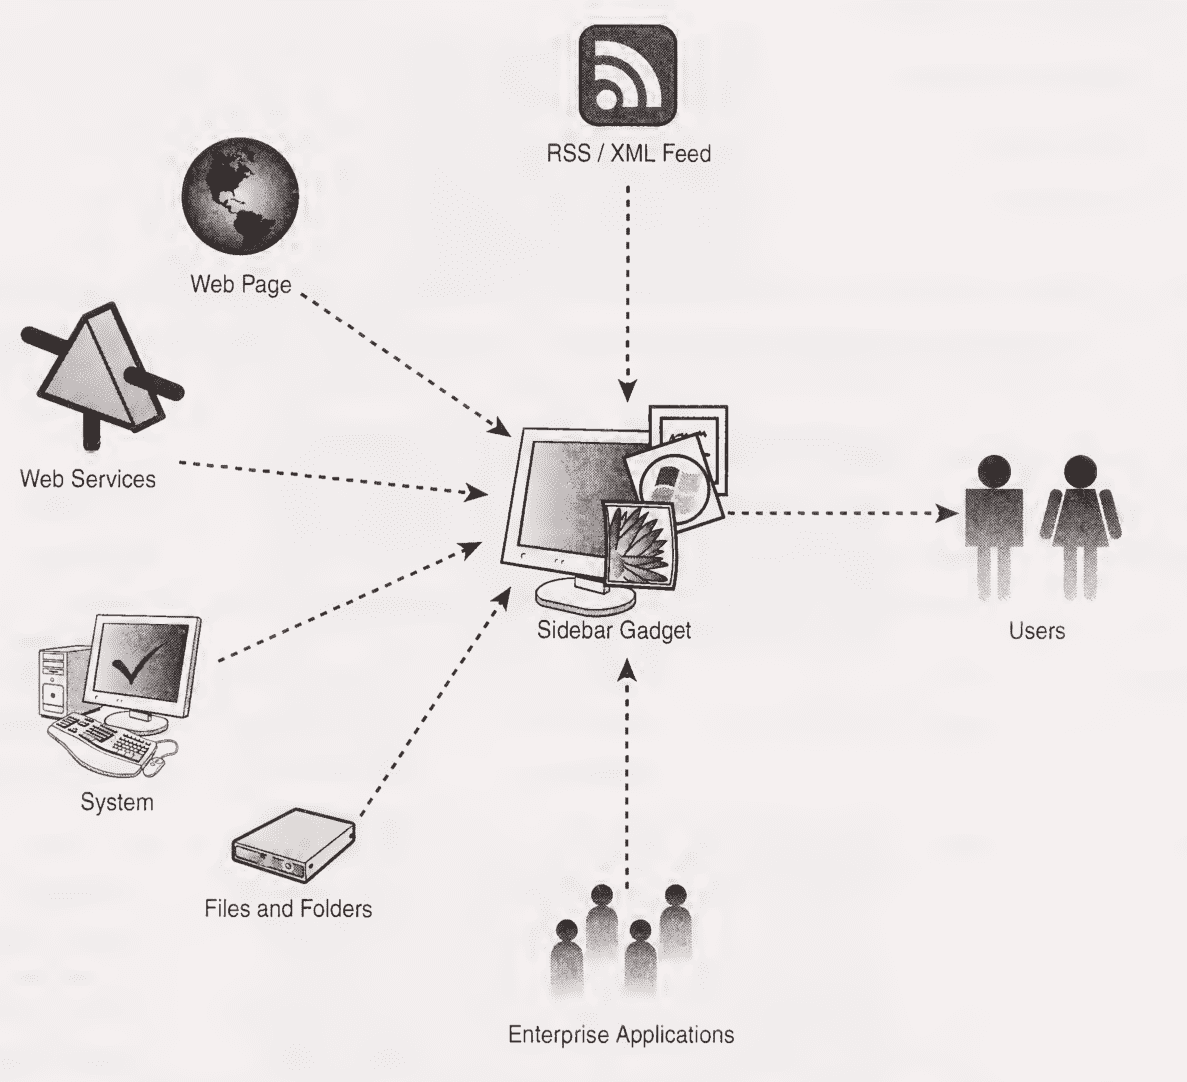 RSS / XML Feed
Web Page
Web Services
Sidebar Gadget
Users
System
Files and Folders
Enterprise Applications